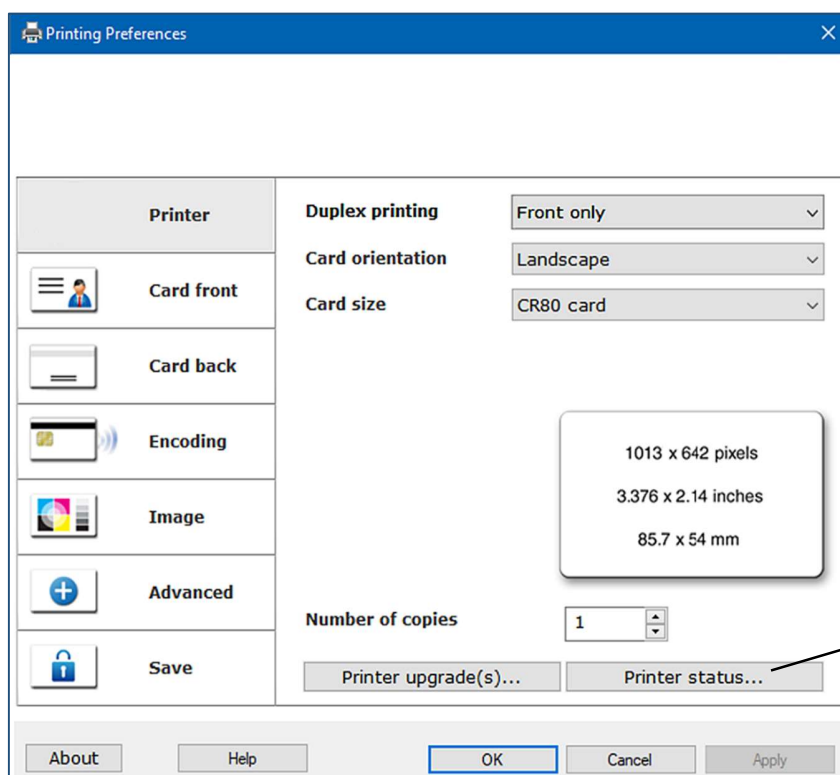 Printing Preferences
Printer
Duplex printing Front only
Card orientation Landscape
Card size CR80 card
Card front
Card back
Encoding
Image
Advanced
Save
1013 x 642 pixels
3.376 x 2.14 inches
85.7 x 54 mm
Number of copies 1
Printer upgrade(s)... Printer status...
About Help OK Cancel Apply